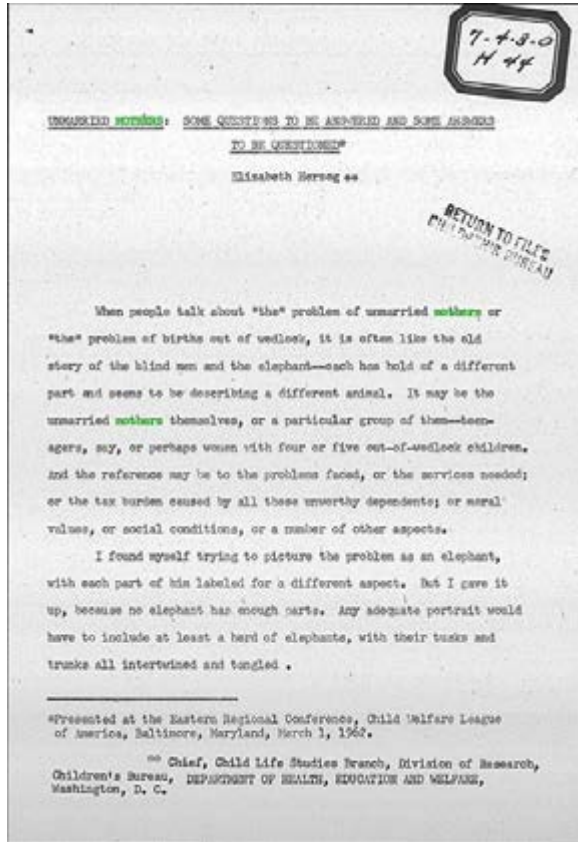 7-4-3-0
H 44
UNMARRIED MOTHERS: SOME QUESTIONS TO BE ANSWERED AND SOME ANSWERS
TO BE QUESTIONED*
Elizabeth Herzog **
RETURN TO FILES
CHILDREN'S BUREAU
When people talk about "the" problem of unmarried mothers or
"the" problem of births out of wedlock, it is often like the old
story of the blind men and the elephant--each has hold of a different
part and seems to be describing a different animal. It may be the
unmarried mothers themselves, or a particular group of them--teen-
agers, say, or perhaps women with four or five out-of-wedlock children.
And the reference may be to the problems faced, or the services needed;
or the tax burden caused by all these unworthy dependents; or moral
values, or social conditions, or a number of other aspects.
I found myself trying to picture the problem as an elephant,
with each part of him labeled for a different aspect. But I gave it
up, because no elephant has enough parts. Any adequate portrait would
have to include at least a herd of elephants, with their tusks and
trunks all intertwined and tangled .
*Presented at the Eastern Regional Conference, Child Welfare League
of America, Baltimore, Maryland, March 1, 1962.
** Chief, Child Life Studies Branch, Division of Research,
Children's Bureau, DEPARTMENT OF HEALTH, EDUCATION AND WELFARE,
Washington, D. C.